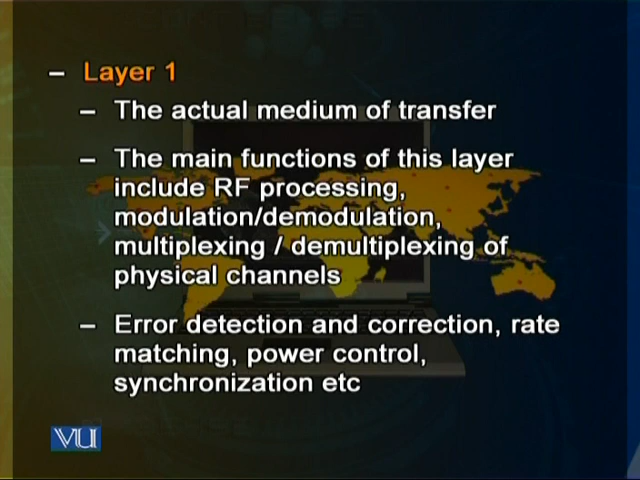 – Layer 1
– The actual medium of transfer
– The main functions of this layer
include RF processing,
modulation/demodulation,
multiplexing / demultiplexing of
physical channels
– Error detection and correction, rate
matching, power control,
synchronization etc
VU